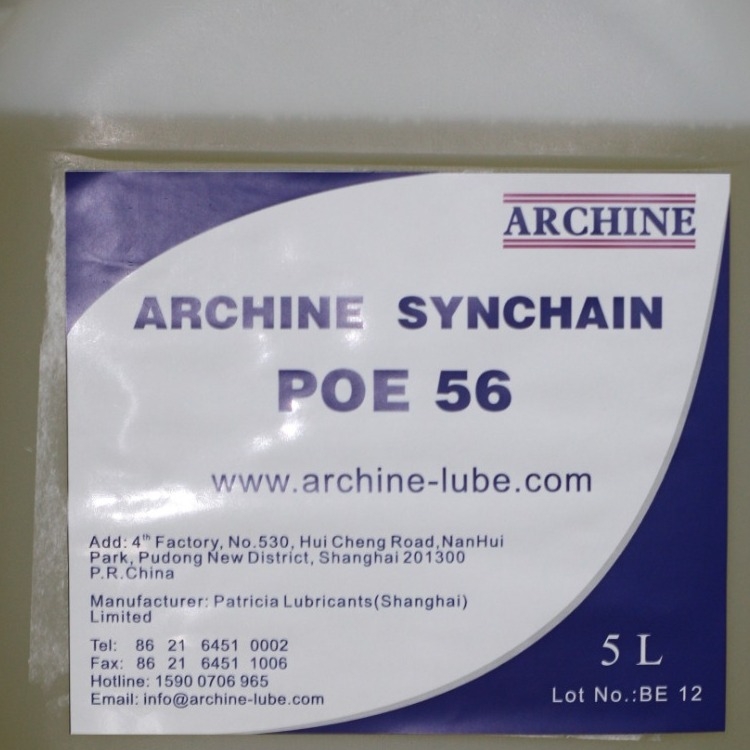 ARCHINE
ARCHINE SYNCHAIN
POE 56
www.archine-lube.com
Add: 4th Factory, No.530, Hui Cheng Road,NanHui
Park, Pudong New District, Shanghai 201300
P.R.China
Manufacturer: Patricia Lubricants(Shanghai)
Limited
Tel: 86 21 6451 0002
Fax: 86 21 6451 1006
Hotline: 1590 0706 965
Email: info@archine-lube.com
5 L
Lot No.:BE 12